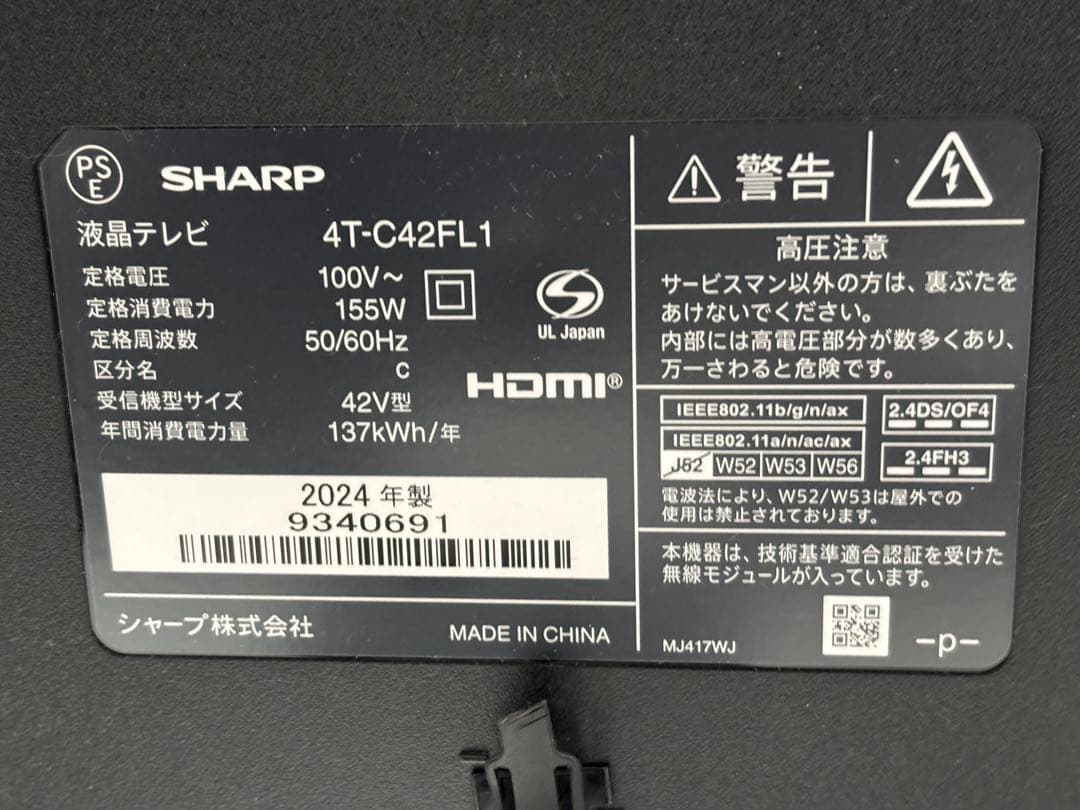 PSE
SHARP
液晶テレビ 4T-C42FL1
定格電圧 100V~
定格消費電力 155W
定格周波数 50/60Hz
区分名 C
受信機型サイズ 42V型
年間消費電力量 137kWh/年
UL Japan
HDMI®
2024 年製
9340691
シャープ株式会社 MADE IN CHINA
警告
高圧注意
サービスマン以外の方は、裏ぶたを
あけないでください。
内部には高電圧部分が数多くあり、
万一さわると危険です。
IEEE802.11b/g/n/ax 2.4DS/OF4
IEEE802.11a/n/ac/ax
J52 W52 W53 W56 2.4FH3
電波法により、W52/W53は屋外での
使用は禁止されております。
本機器は、技術基準適合認証を受けた
無線モジュールが入っています。
MJ417WJ -p-